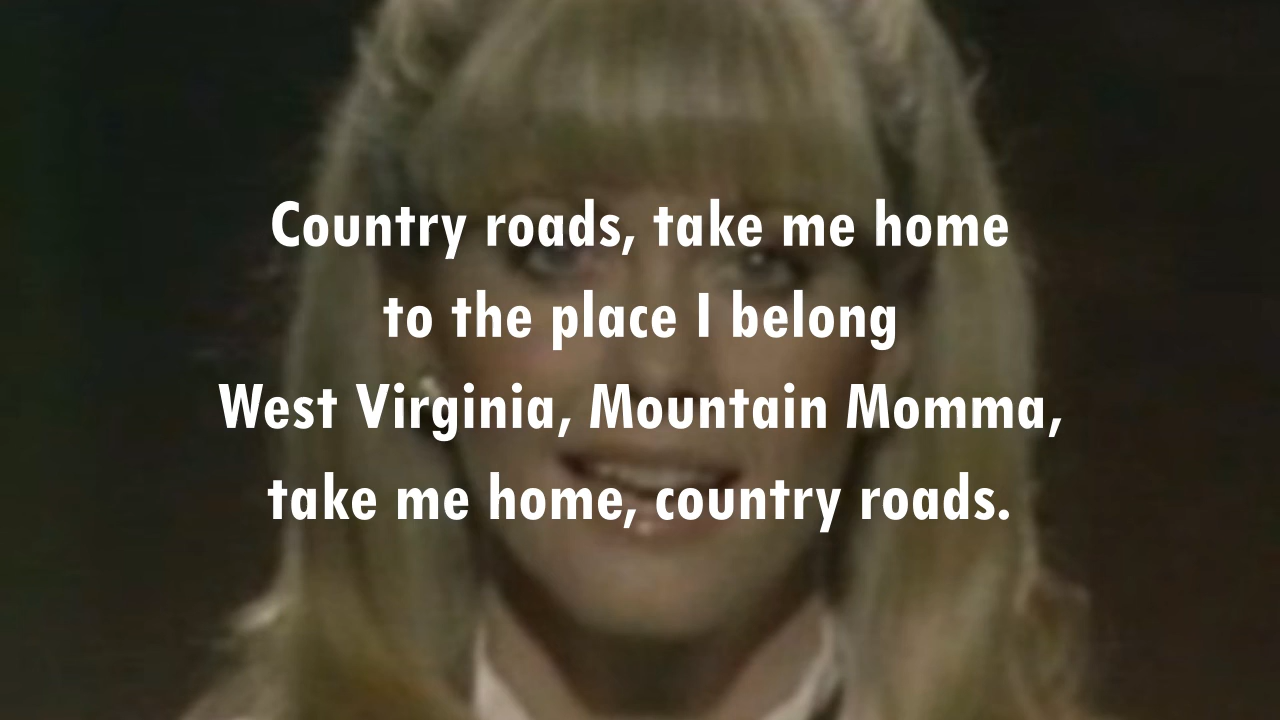 Country roads, take me home
to the place I belong
West Virginia, Mountain Momma,
take me home, country roads.